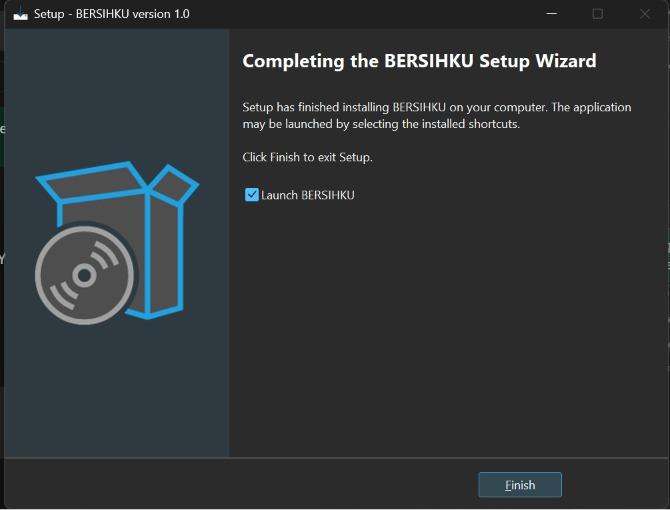 Setup - BERSIHKU version 1.0
Completing the BERSIHKU Setup Wizard
Setup has finished installing BERSIHKU on your computer. The application
may be launched by selecting the installed shortcuts.
Click Finish to exit Setup.
Launch BERSIHKU
Finish